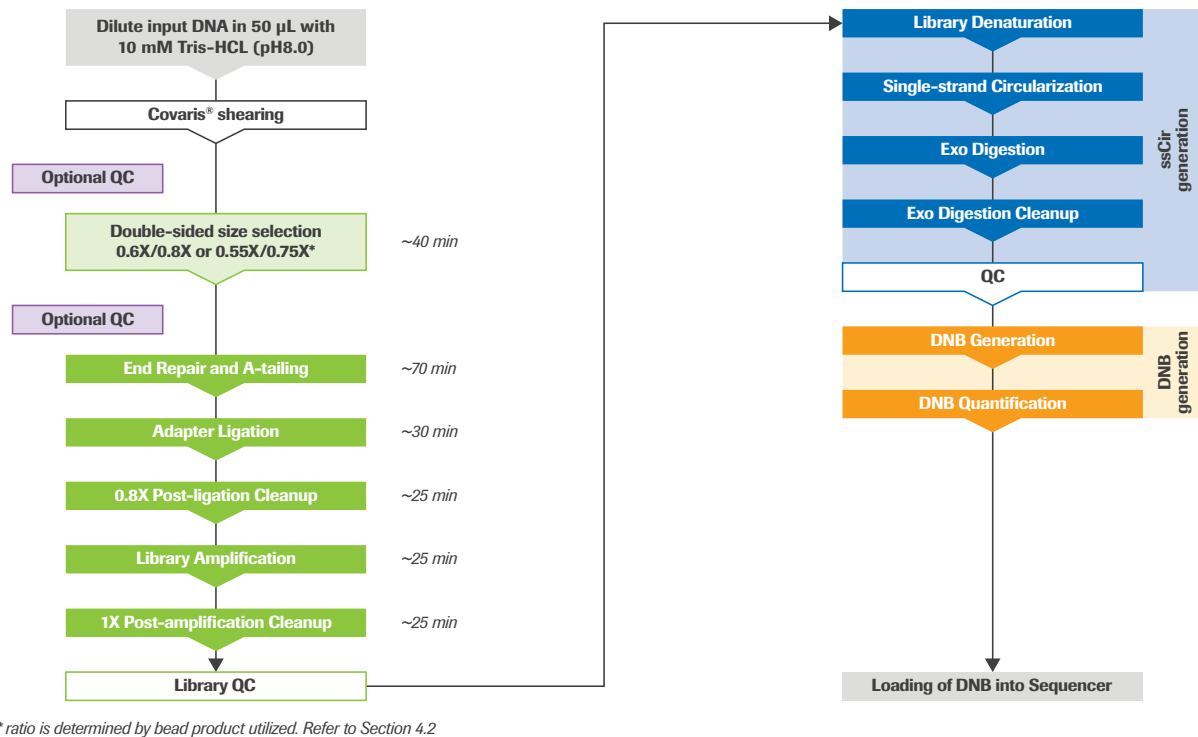 Dilute input DNA in 50 µL with
10 mM Tris-HCL (pH8.0)
Covaris® shearing
Optional QC
Double-sided size selection
0.6X/0.8X or 0.55X/0.75X*
~40 min
Optional QC
End Repair and A-tailing
~70 min
Adapter Ligation
~30 min
0.8X Post-ligation Cleanup
~25 min
Library Amplification
~25 min
1X Post-amplification Cleanup
~25 min
Library QC
* ratio is determined by bead product utilized. Refer to Section 4.2
Library Denaturation
Single-strand Circularization
Exo Digestion
Exo Digestion Cleanup
QC
ssCir
generation
DNB Generation
DNB Quantification
DNB
generation
Loading of DNB into Sequencer